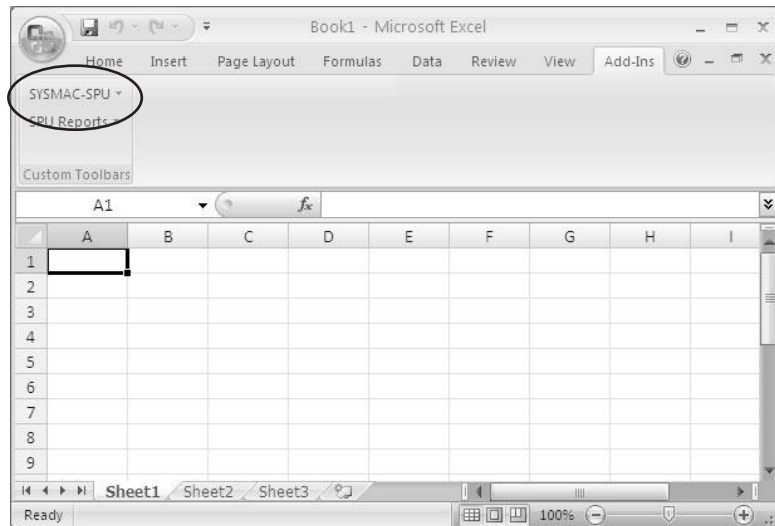 Book1 - Microsoft Excel
Home Insert Page Layout Formulas Data Review View Add-Ins
SYSMAC-SPU
SPU Reports
Custom Toolbars
A1 fx
A B C D E F G H I
1
2
3
4
5
6
7
8
9
Sheet1 Sheet2 Sheet3
Ready 100%